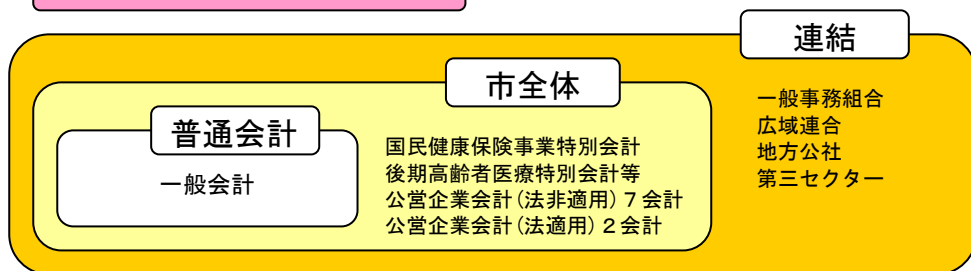 連結
市全体
普通会計
一般会計
国民健康保険事業特別会計
後期高齢者医療特別会計等
公営企業会計(法非適用)7会計
公営企業会計(法適用)2会計
一般事務組合
広域連合
地方公社
第三セクター